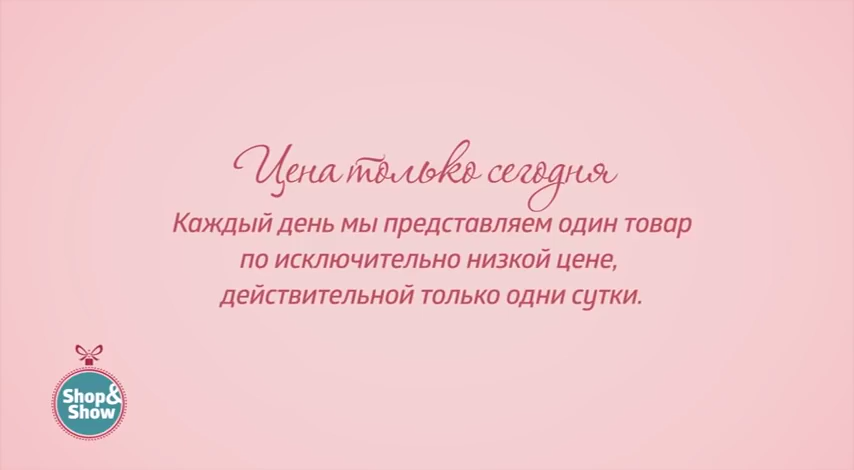 Цена только сегодня
Каждый день мы представляем один товар
по исключительно низкой цене,
действительной только одни сутки.
Shop&
Show